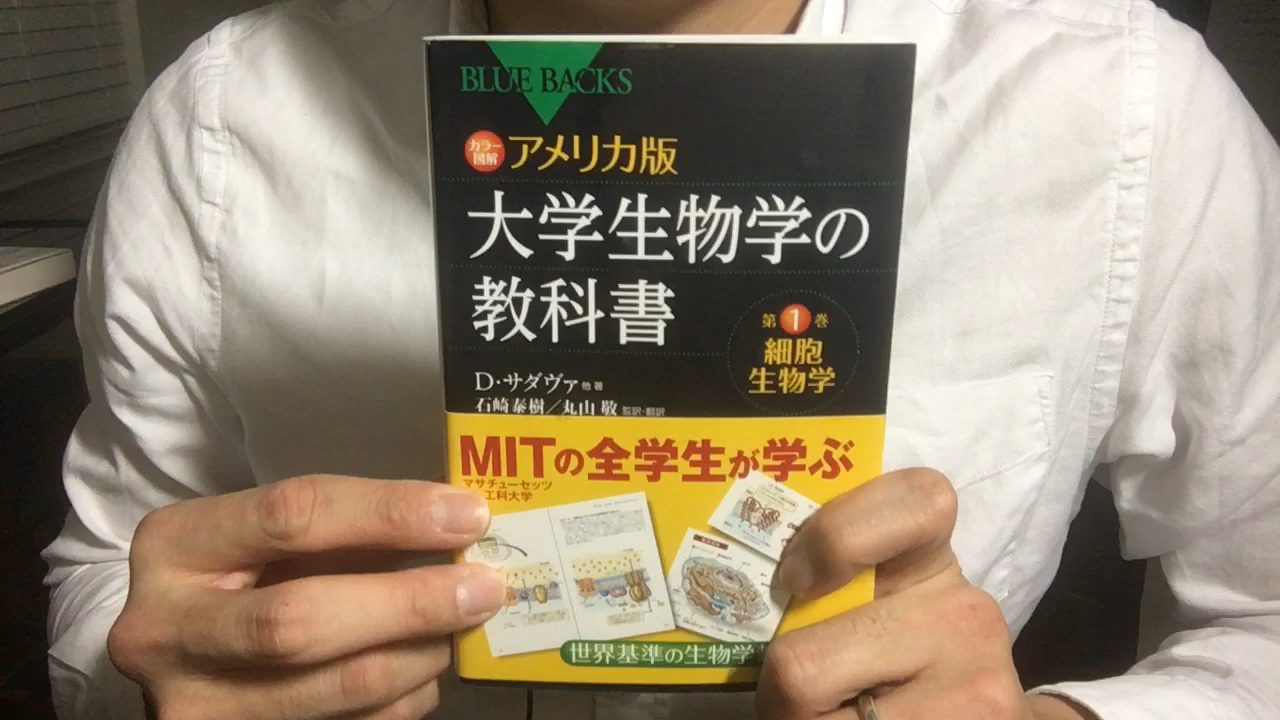 BLUE BACKS
カラー
図解
アメリカ版
大学生物学の
教科書
第1巻
細胞
生物学
D・サダヴァ 他 著
石崎泰樹/丸山 敬 監訳・翻訳
MITの全学生が学ぶ
マサチューセッツ
工科大学
世界基準の生物学